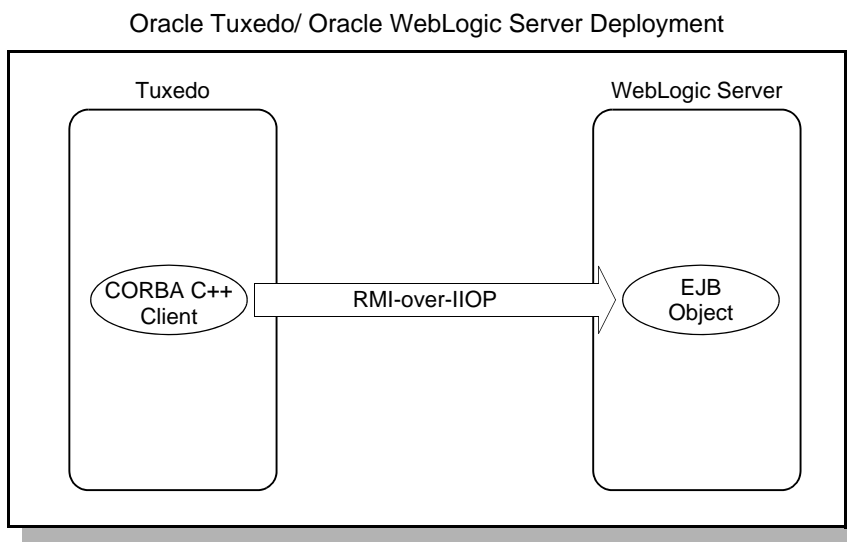 Oracle Tuxedo/ Oracle WebLogic Server Deployment
Tuxedo
WebLogic Server
CORBA C++
Client
RMI-over-IIOP
EJB
Object